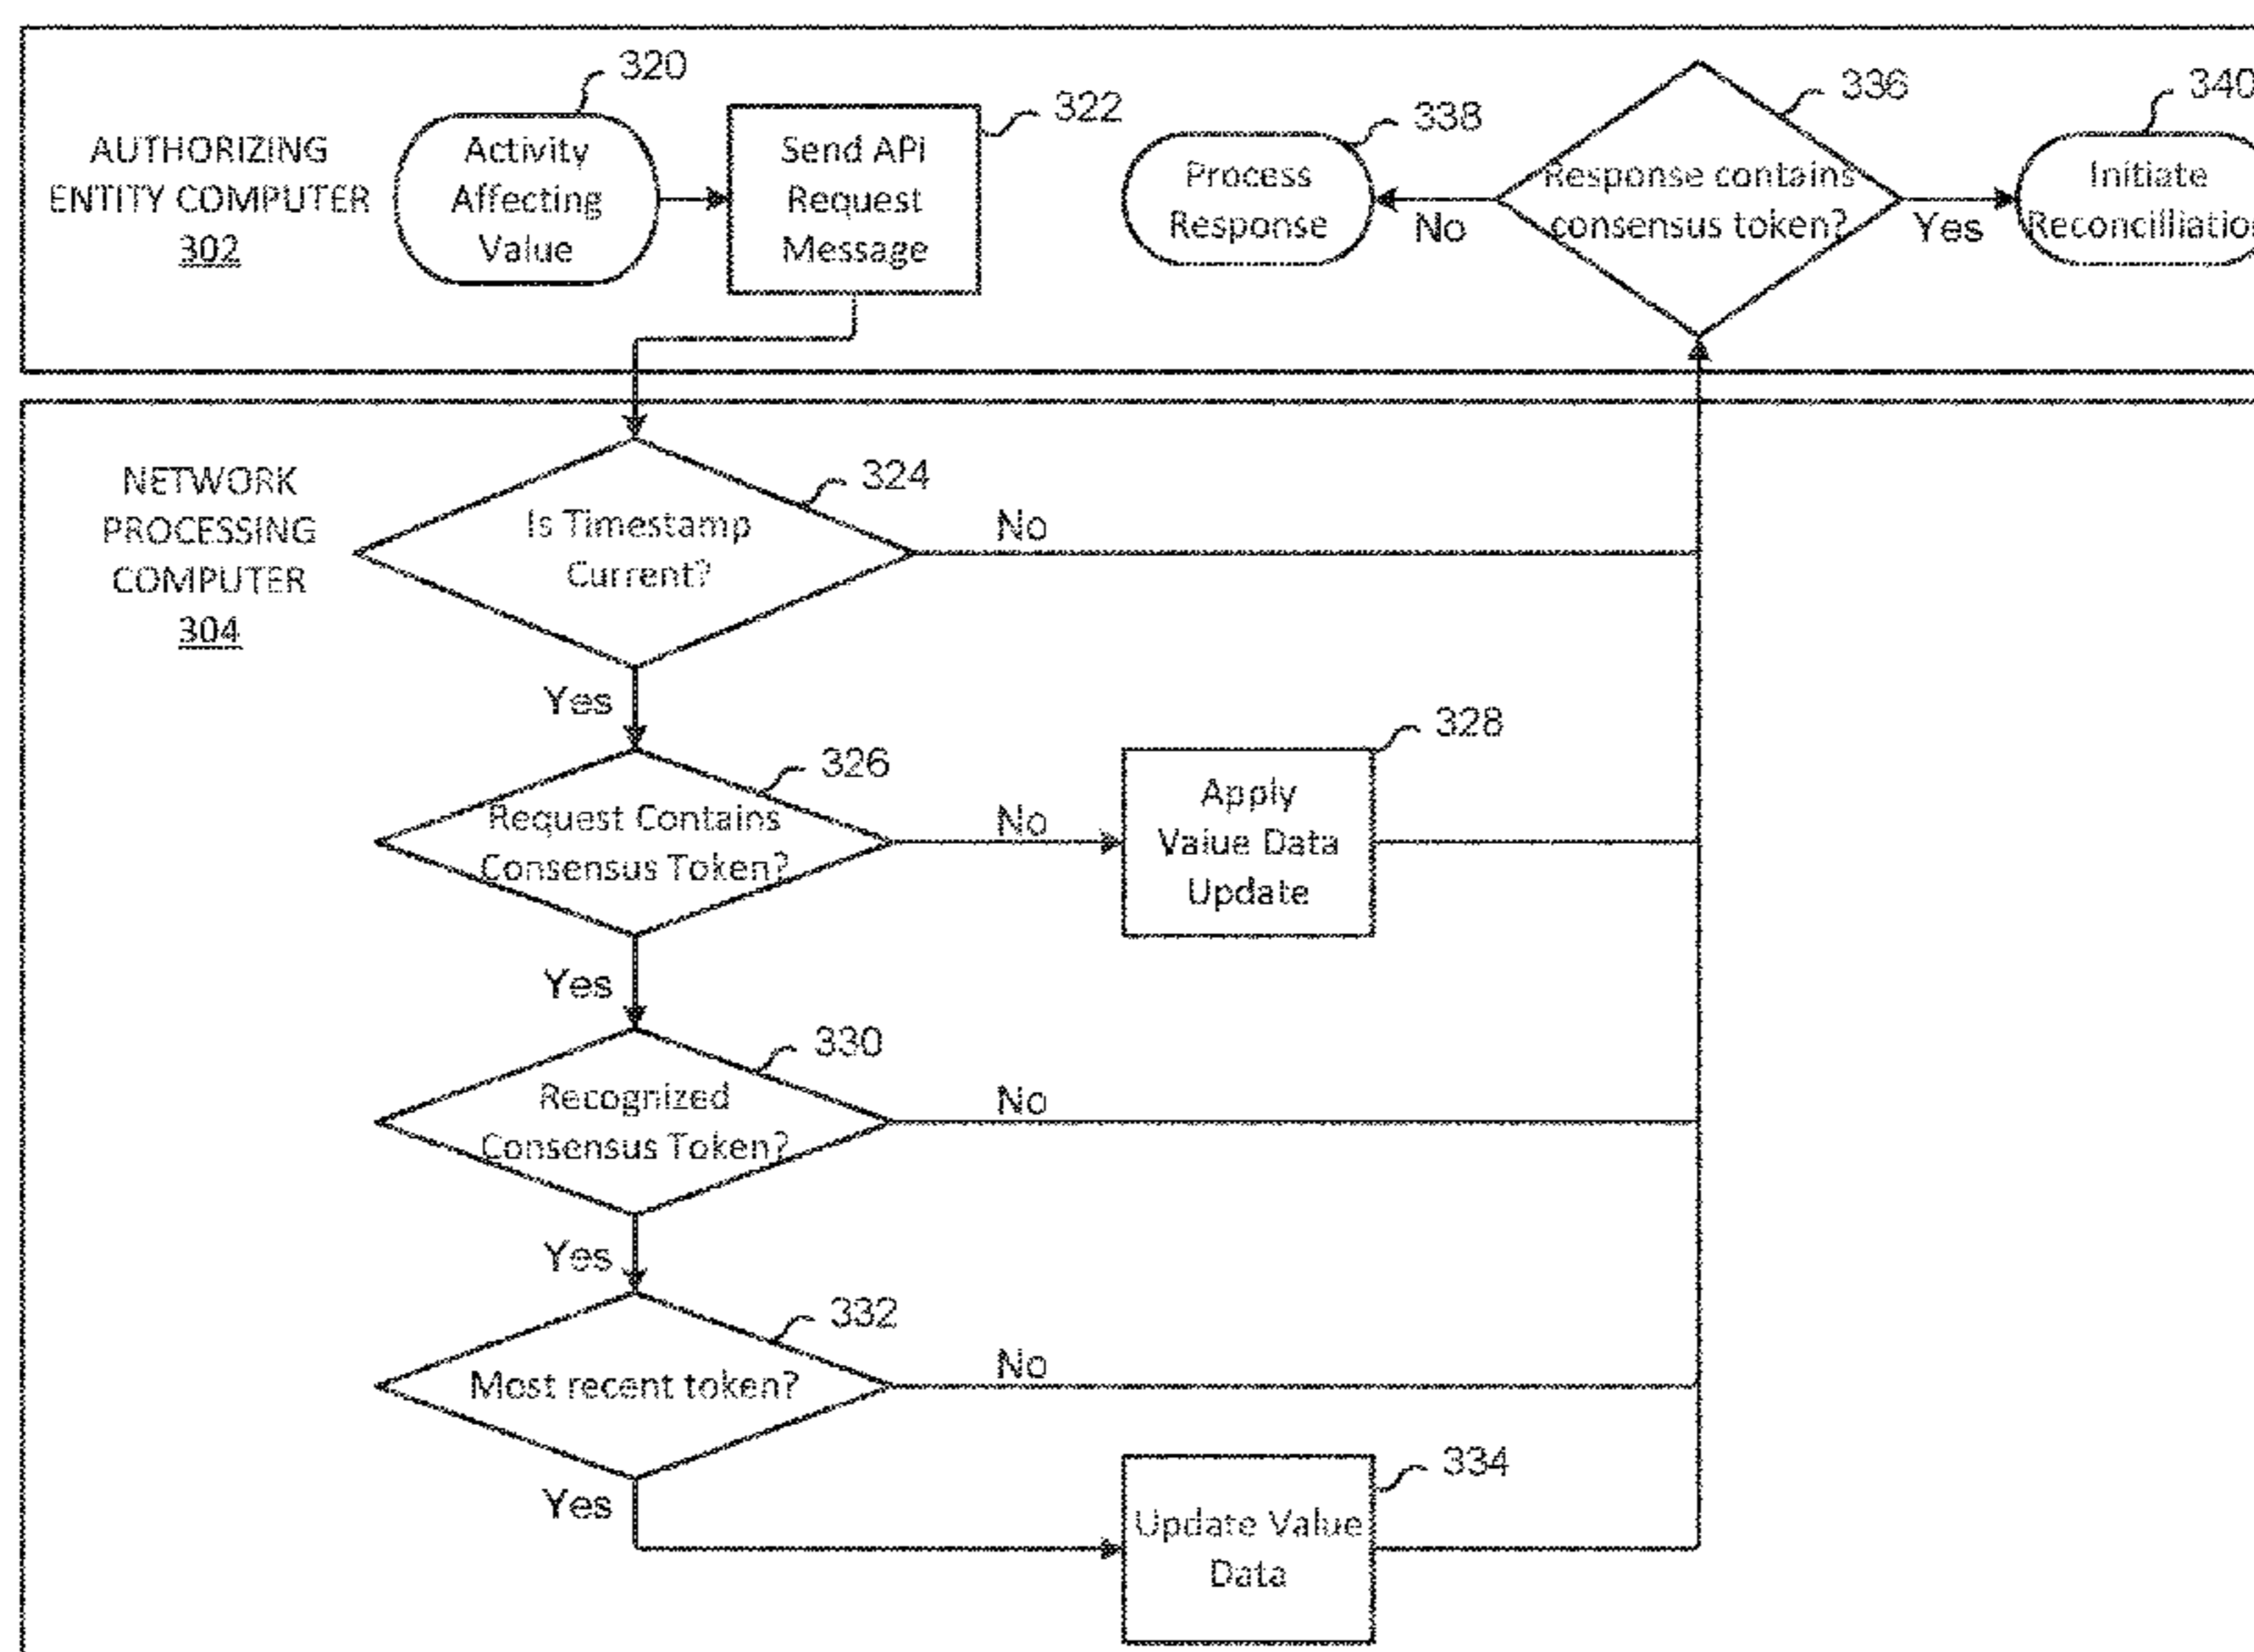 AUTHORIZING
ENTITY COMPUTER
302
320
Activity
Affecting
Value
322
Send API
Request
Message
338
Process
Response
No
336
Response contains
consensus token?
Yes
340
Initiate
Reconcilliation
NETWORK
PROCESSING
COMPUTER
304
324
Is Timestamp
Current?
No
Yes
326
Request Contains
Consensus Token?
No
328
Apply
Value Data
Update
Yes
330
Recognized
Consensus Token?
No
Yes
332
Most recent token?
No
Yes
334
Update Value
Data